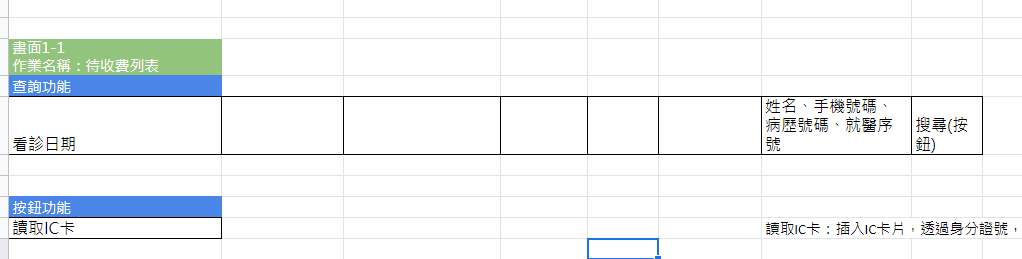 畫面1-1
作業名稱：待收費列表
查詢功能
姓名、手機號碼、
病歷號碼、就醫序
號
搜尋(按
鈕)
看診日期
按鈕功能
讀取IC卡
讀取IC卡：插入IC卡片，透過身分證號，